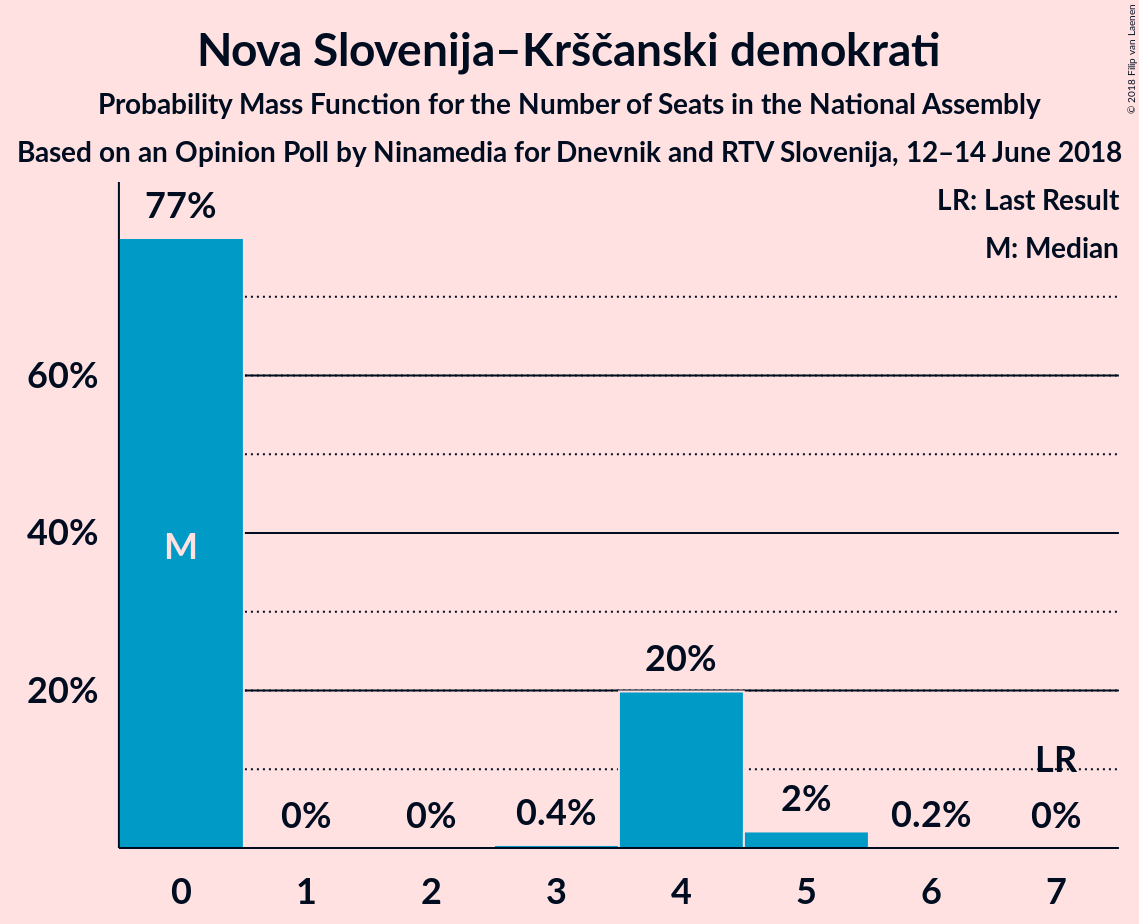 Nova Slovenija–Krščanski demokrati
Probability Mass Function for the Number of Seats in the National Assembly
Based on an Opinion Poll by Ninamedia for Dnevnik and RTV Slovenija, 12–14 June 2018
© 2018 Filip van Laenen
LR: Last Result
M: Median
77%
60%
40%
M
20%
20%
LR
0%
0%
0.4%
2%
0.2%
0%
0
1
2
3
4
5
6
7